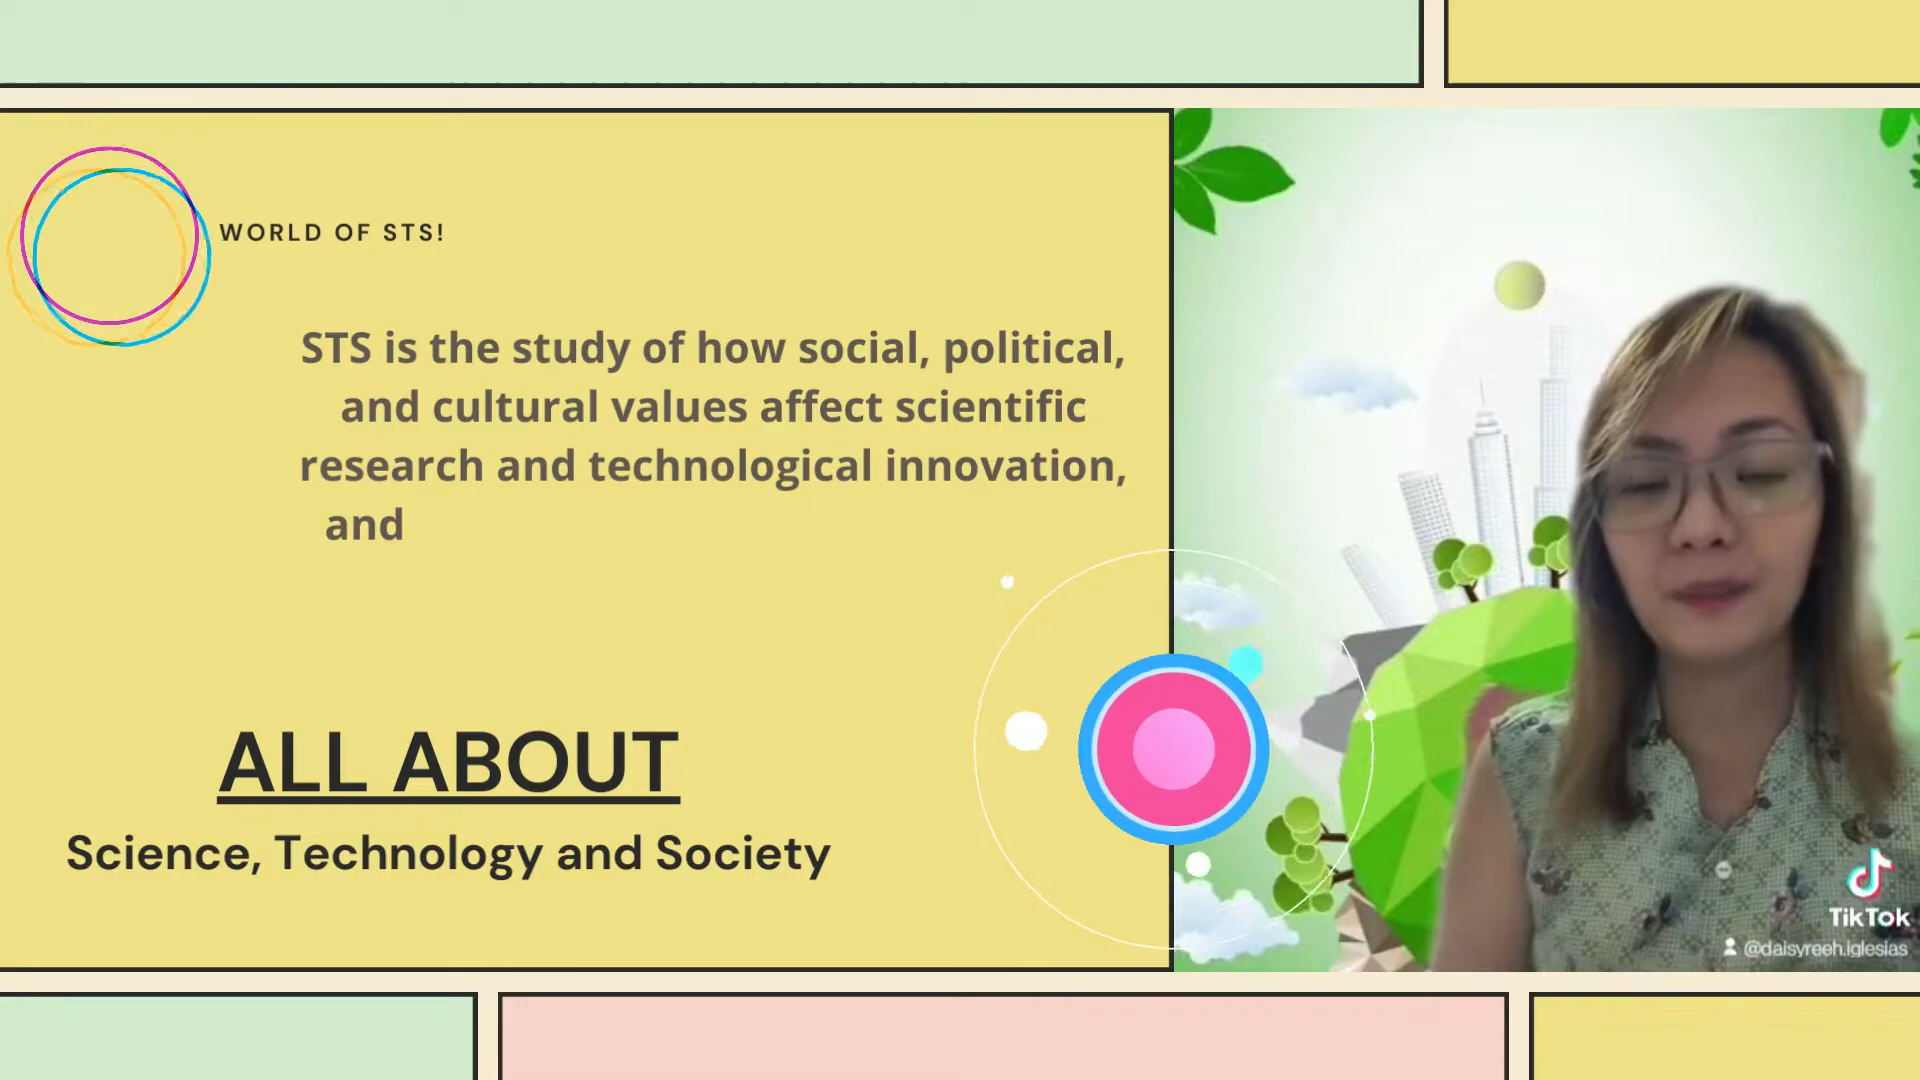 WORLD OF STS!
STS is the study of how social, political,
and cultural values affect scientific
research and technological innovation,
and
ALL ABOUT
Science, Technology and Society
TikTok
@daisyreeh.iglesias